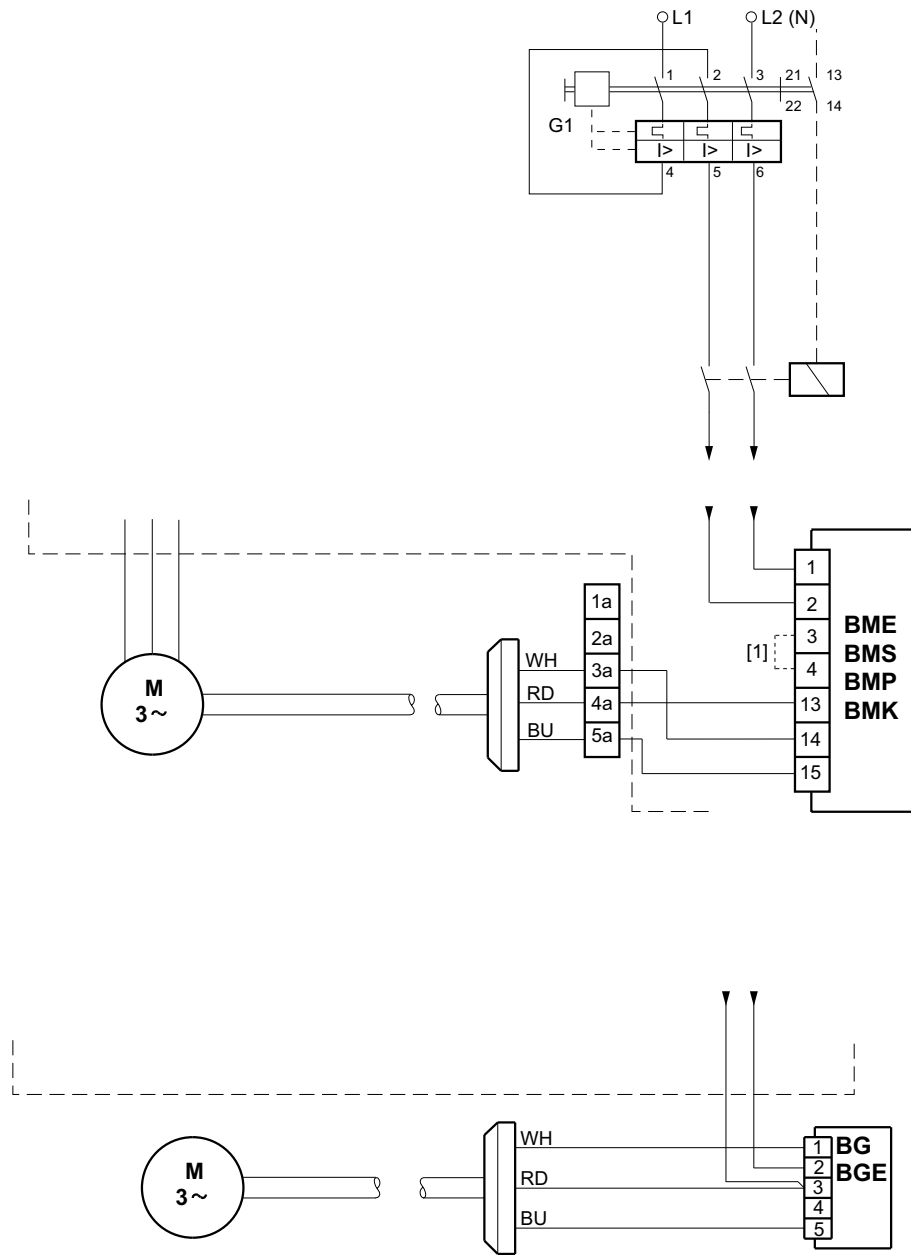 L1 L2 (N)
1 2 3 21 13
22 14
G1
I> I> I>
4 5 6
1
2
3
4
13
14
15
BME
BMS
BMP
BMK
[1]
1a
2a
3a
4a
5a
WH
RD
BU
M
3~
WH
RD
BU
M
3~
1
2
3
4
5
BG
BGE